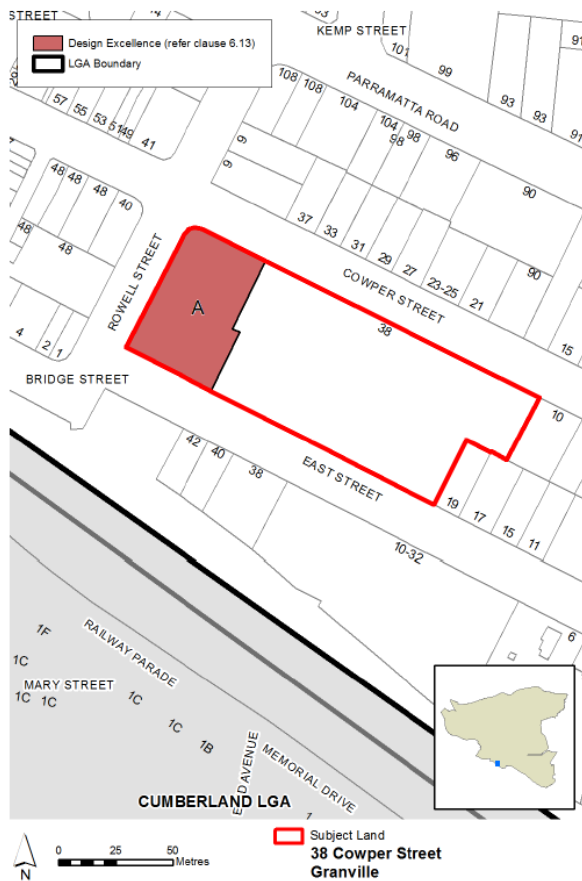 STREET
KEMP STREET
Design Excellence (refer clause 6.13)
LGA Boundary
101
99
93
93
91
91
PARRAMATTA ROAD
57
55
53
51
49
41
108
108
104
104
98
98
96
90
9
9
48
48
48
40
48
48
37
33
31
29
27
23-25
21
90
15
ROWELL STREET
COWPER STREET
A
38
4
2
1
BRIDGE STREET
10
42
40
38
EAST STREET
19
17
15
11
10-32
6
1F
1C
RAILWAY PARADE
MARY STREET
1C
1C
1C
1C
1B
MEMORIAL DRIVE
CUMBERLAND LGA
1
N
0
25
50
Metres
Subject Land
38 Cowper Street
Granville